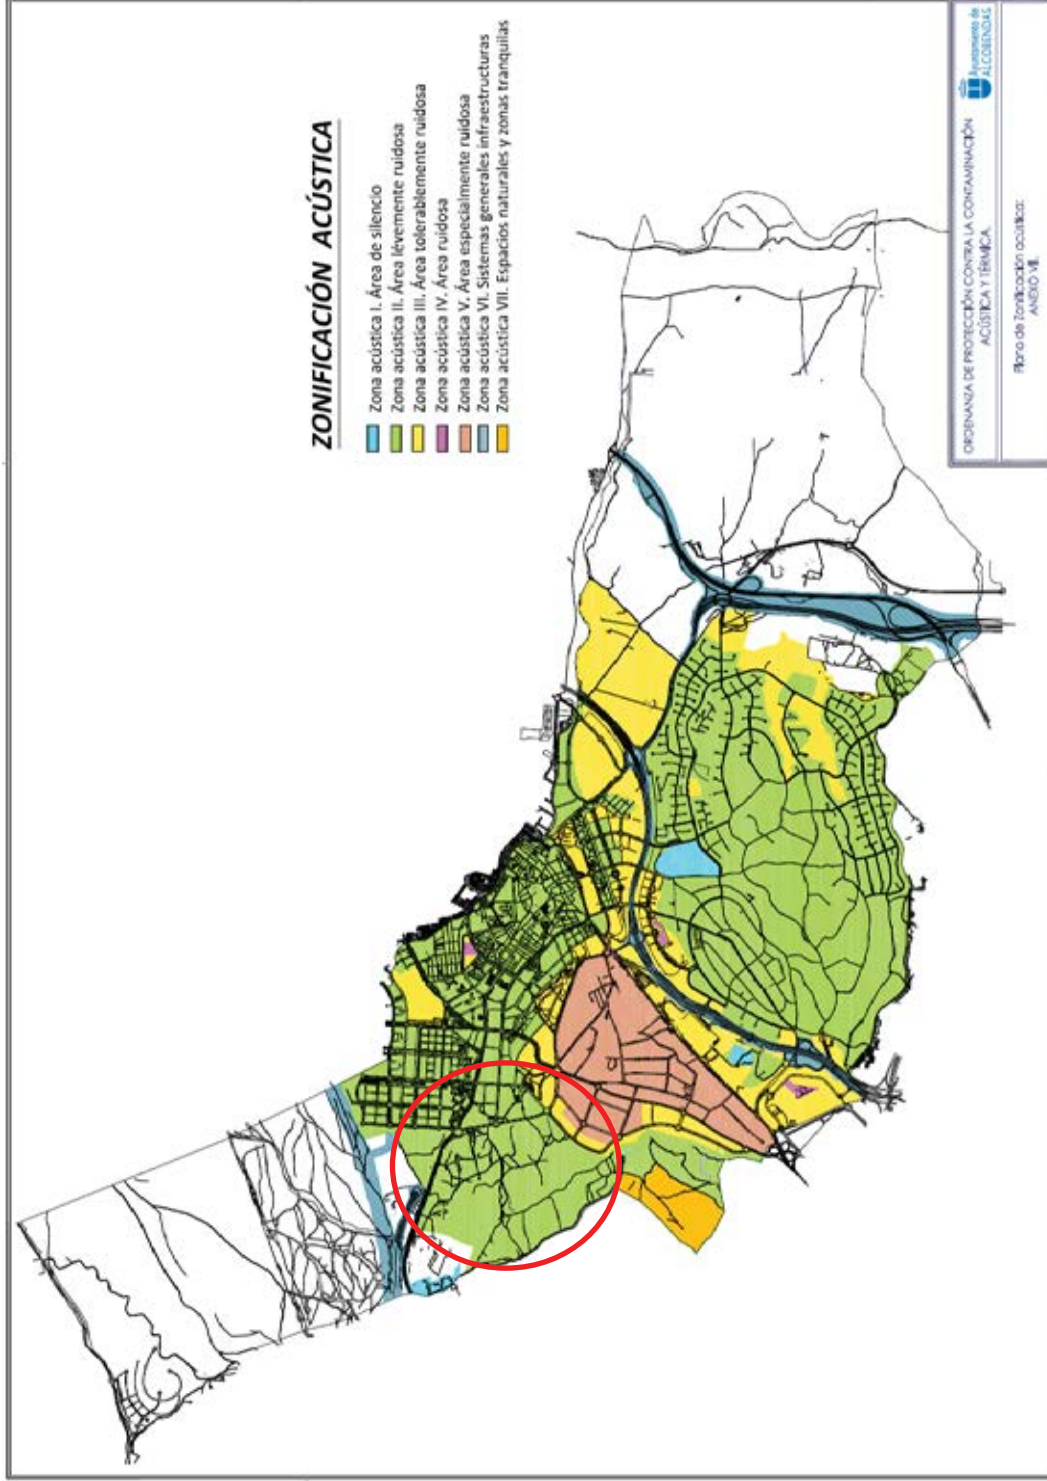 ZONIFICACIÓN ACÚSTICA
Zona acústica I. Área de silencio
Zona acústica II. Área levemente ruidosa
Zona acústica III. Área tolerablemente ruidosa
Zona acústica IV. Área ruidosa
Zona acústica V. Área especialmente ruidosa
Zona acústica VI. Sistemas generales infraestructuras
Zona acústica VII. Espacios naturales y zonas tranquilas
ORDENANZA DE PROTECCIÓN CONTRA LA CONTAMINACIÓN
ACÚSTICA Y TÉRMICA.
Ayuntamiento de
ALCOBENDAS
Plano de Zonificación acústica:
ANEXO VII.